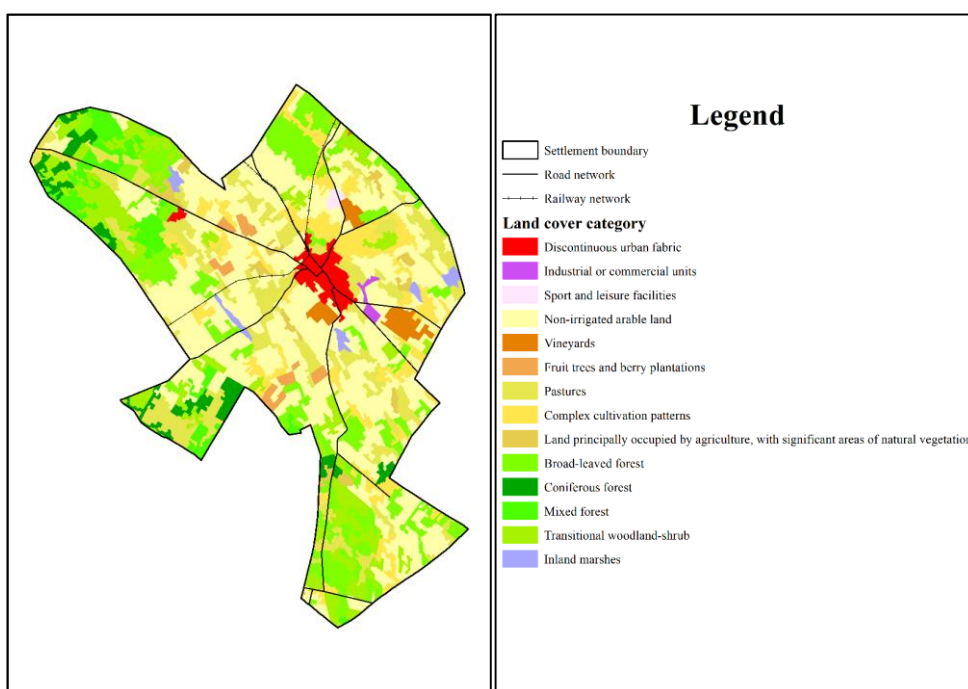 Legend
Settlement boundary
Road network
Railway network
Land cover category
Discontinuous urban fabric
Industrial or commercial units
Sport and leisure facilities
Non-irrigated arable land
Vineyards
Fruit trees and berry plantations
Pastures
Complex cultivation patterns
Land principally occupied by agriculture, with significant areas of natural vegetation
Broad-leaved forest
Coniferous forest
Mixed forest
Transitional woodland-shrub
Inland marshes